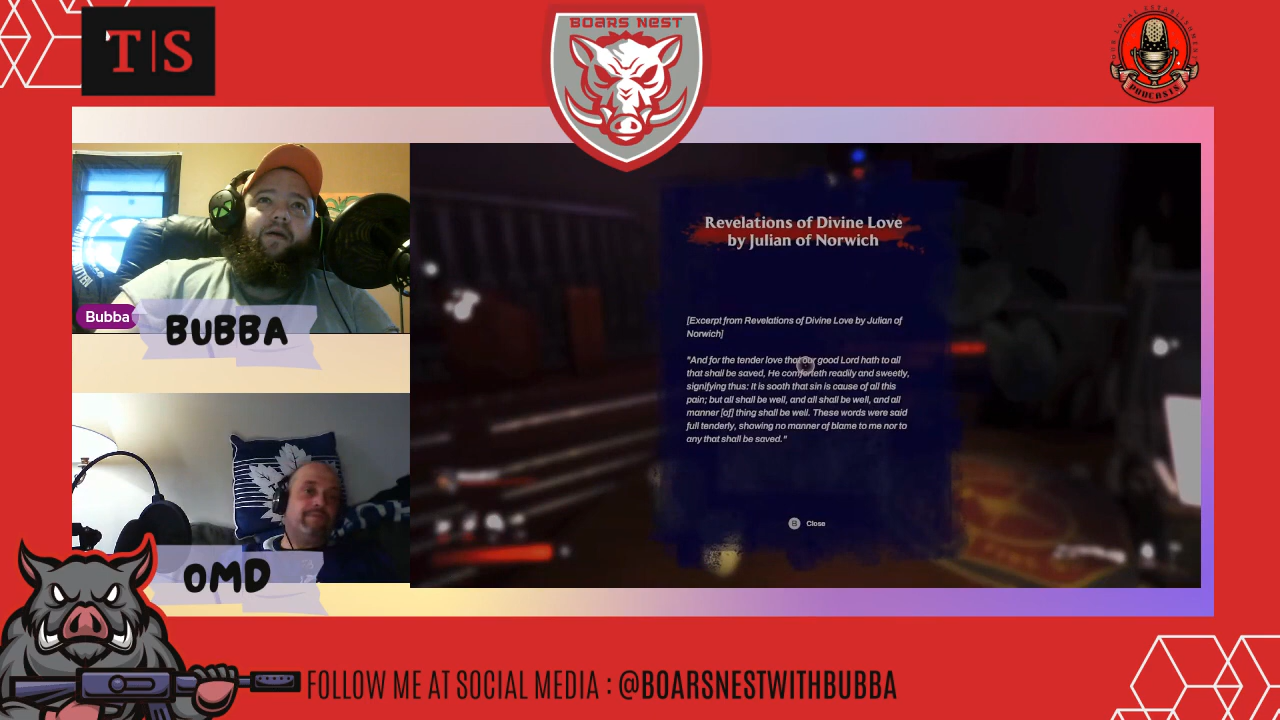 T|S
BOARS NEST
OUR LOCAL ESTABLISHMENT
PODCASTS
Revelations of Divine Love
by Julian of Norwich
[Excerpt from Revelations of Divine Love by Julian of
Norwich]
"And for the tender love that our good Lord hath to all
that shall be saved, He comforteth readily and sweetly,
signifying thus: It is sooth that sin is cause of all this
pain; but all shall be well, and all shall be well, and all
manner [of] thing shall be well. These words were said
full tenderly, showing no manner of blame to me nor to
any that shall be saved."
B Close
Bubba
BUBBA
OMD
FOLLOW ME AT SOCIAL MEDIA : @BOARSNESTWITHBUBBA